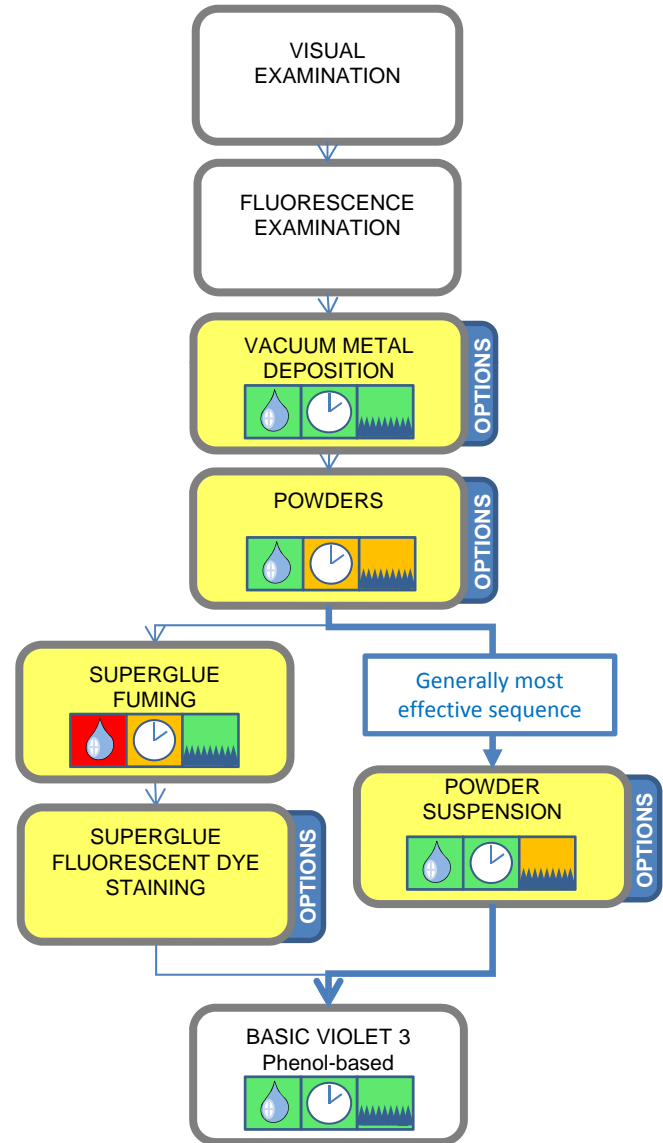 VISUAL
EXAMINATION
FLUORESCENCE
EXAMINATION
VACUUM METAL
DEPOSITION
OPTIONS
POWDERS
OPTIONS
SUPERGLUE
FUMING
Generally most
effective sequence
SUPERGLUE
FLUORESCENT DYE
STAINING
OPTIONS
POWDER
SUSPENSION
OPTIONS
BASIC VIOLET 3
Phenol-based